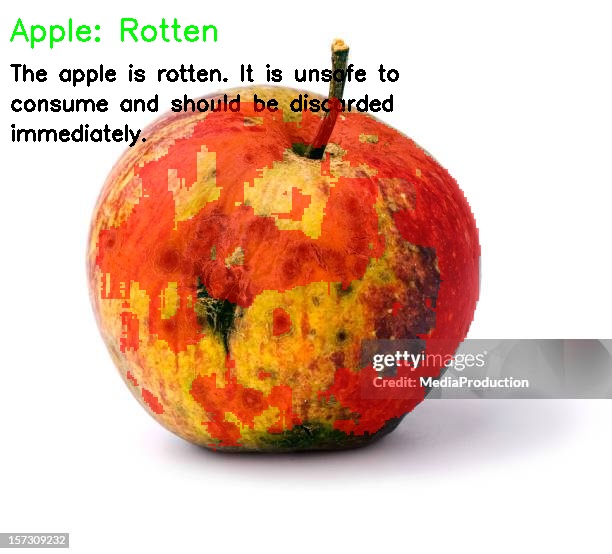 Apple: Rotten
The apple is rotten. It is unsafe to
consume and should be discarded
immediately.
gettyimages®
Credit: MediaProduction
157309232